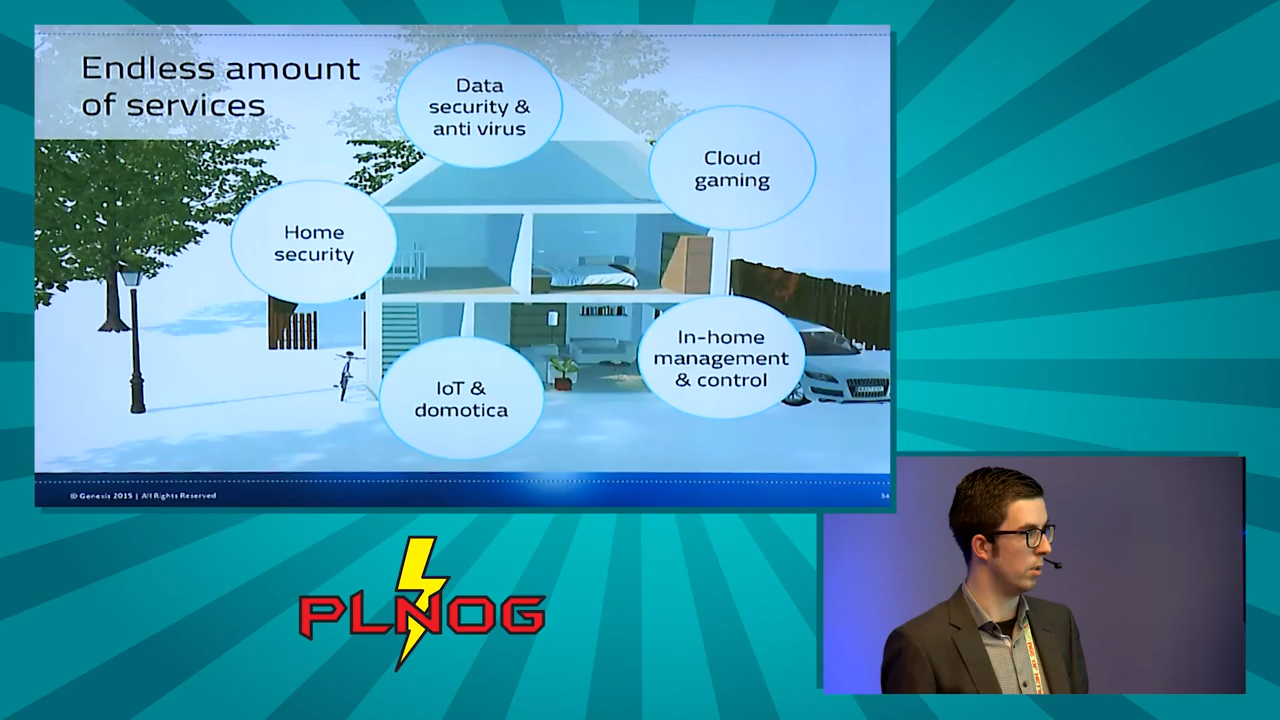 Endless amount
of services
Data
security &
anti virus
Cloud
gaming
Home
security
In-home
management
& control
IoT &
domotica
© Genesis 2015 | All Rights Reserved
34
PLNOG